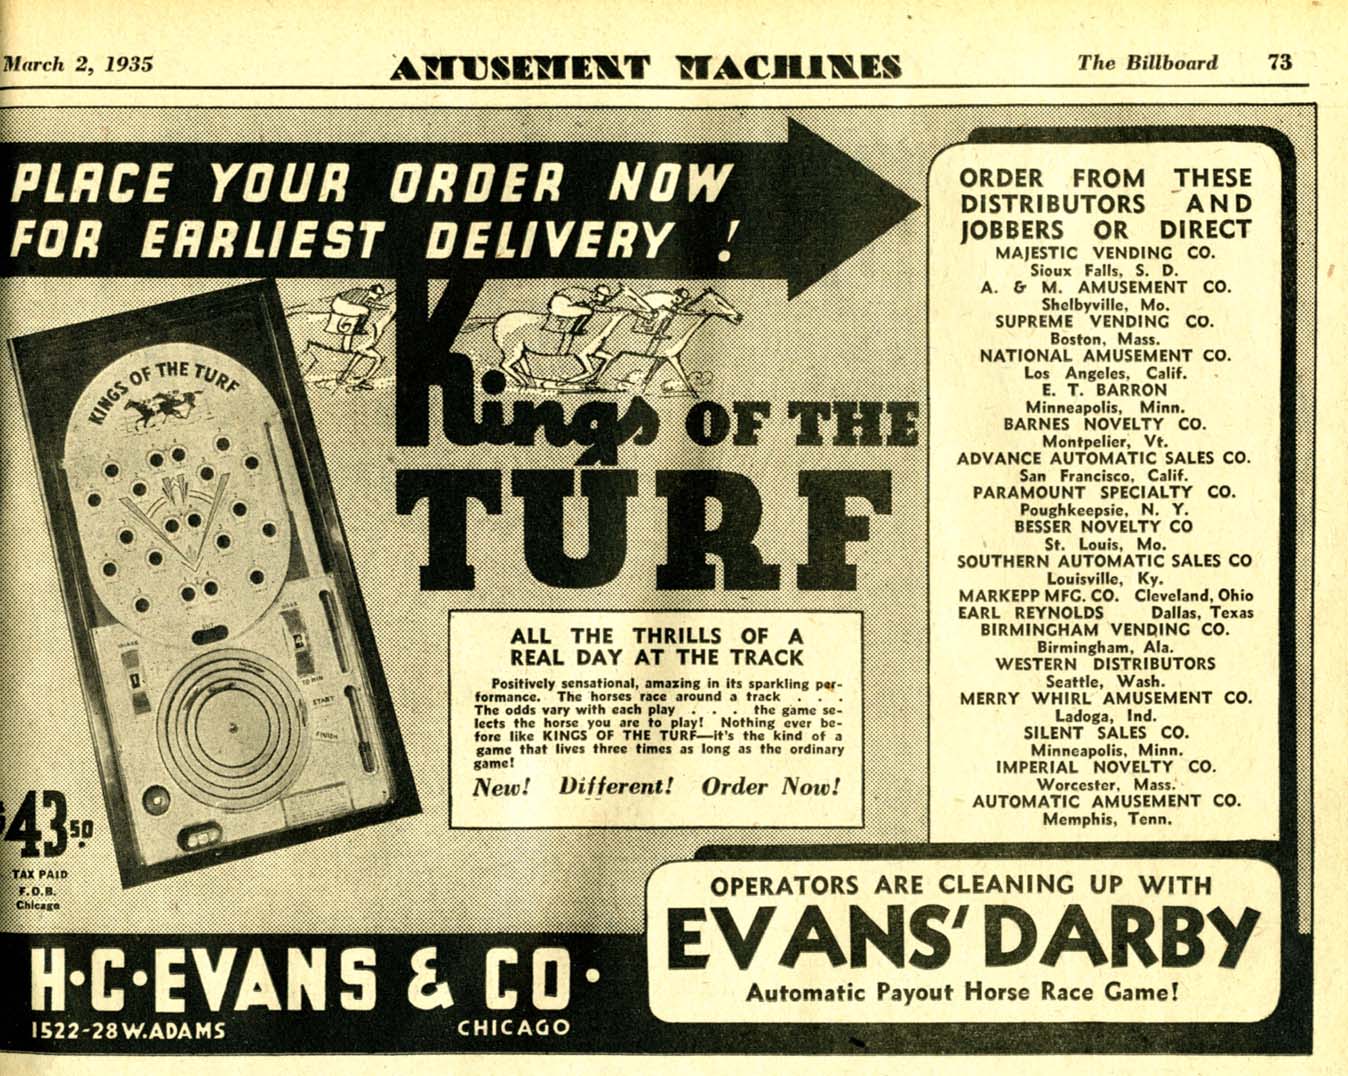 March 2, 1935 AMUSEMENT MACHINES The Billboard 73
PLACE YOUR ORDER NOW
FOR EARLIEST DELIVERY !
Kings OF THE
TURF
KINGS OF THE TURF
OUT
10 MIN
START
FINISH
$43.50
TAX PAID
F.O.B.
Chicago
ALL THE THRILLS OF A
REAL DAY AT THE TRACK
Positively sensational, amazing in its sparkling per-
formance. The horses race around a track . . .
The odds vary with each play . . . the game se-
lects the horse you are to play! Nothing ever be-
fore like KINGS OF THE TURF—it's the kind of a
game that lives three times as long as the ordinary
game!
New! Different! Order Now!
ORDER FROM THESE
DISTRIBUTORS AND
JOBBERS OR DIRECT
MAJESTIC VENDING CO.
Sioux Falls, S. D.
A. & M. AMUSEMENT CO.
Shelbyville, Mo.
SUPREME VENDING CO.
Boston, Mass.
NATIONAL AMUSEMENT CO.
Los Angeles, Calif.
E. T. BARRON
Minneapolis, Minn.
BARNES NOVELTY CO.
Montpelier, Vt.
ADVANCE AUTOMATIC SALES CO.
San Francisco, Calif.
PARAMOUNT SPECIALTY CO.
Poughkeepsie, N. Y.
BESSER NOVELTY CO
St. Louis, Mo.
SOUTHERN AUTOMATIC SALES CO
Louisville, Ky.
MARKEPP MFG. CO. Cleveland, Ohio
EARL REYNOLDS Dallas, Texas
BIRMINGHAM VENDING CO.
Birmingham, Ala.
WESTERN DISTRIBUTORS
Seattle, Wash.
MERRY WHIRL AMUSEMENT CO.
Ladoga, Ind.
SILENT SALES CO.
Minneapolis, Minn.
IMPERIAL NOVELTY CO.
Worcester, Mass.
AUTOMATIC AMUSEMENT CO.
Memphis, Tenn.
OPERATORS ARE CLEANING UP WITH
EVANS' DARBY
Automatic Payout Horse Race Game!
H·C·EVANS & CO·
1522-28 W. ADAMS CHICAGO